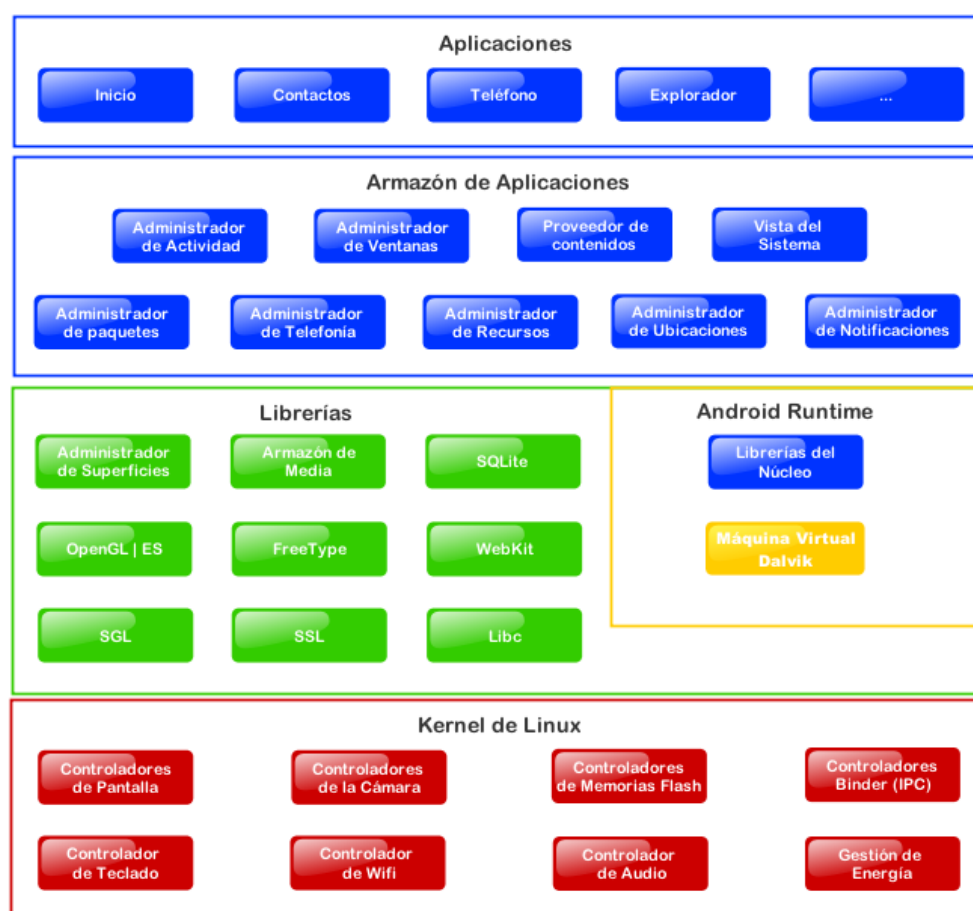 Aplicaciones
Inicio
Contactos
Teléfono
Explorador
...
Armazón de Aplicaciones
Administrador
de Actividad
Administrador
de Ventanas
Proveedor de
contenidos
Vista del
Sistema
Administrador
de paquetes
Administrador
de Telefonía
Administrador
de Recursos
Administrador
de Ubicaciones
Administrador
de Notificaciones
Librerías
Administrador
de Superficies
Armazón de
Media
SQLite
OpenGL | ES
FreeType
WebKit
SGL
SSL
Libc
Android Runtime
Librerías del
Núcleo
Máquina Virtual
Dalvik
Kernel de Linux
Controladores
de Pantalla
Controladores
de la Cámara
Controladores
de Memorias Flash
Controladores
Binder (IPC)
Controlador
de Teclado
Controlador
de Wifi
Controlador
de Audio
Gestión de
Energía